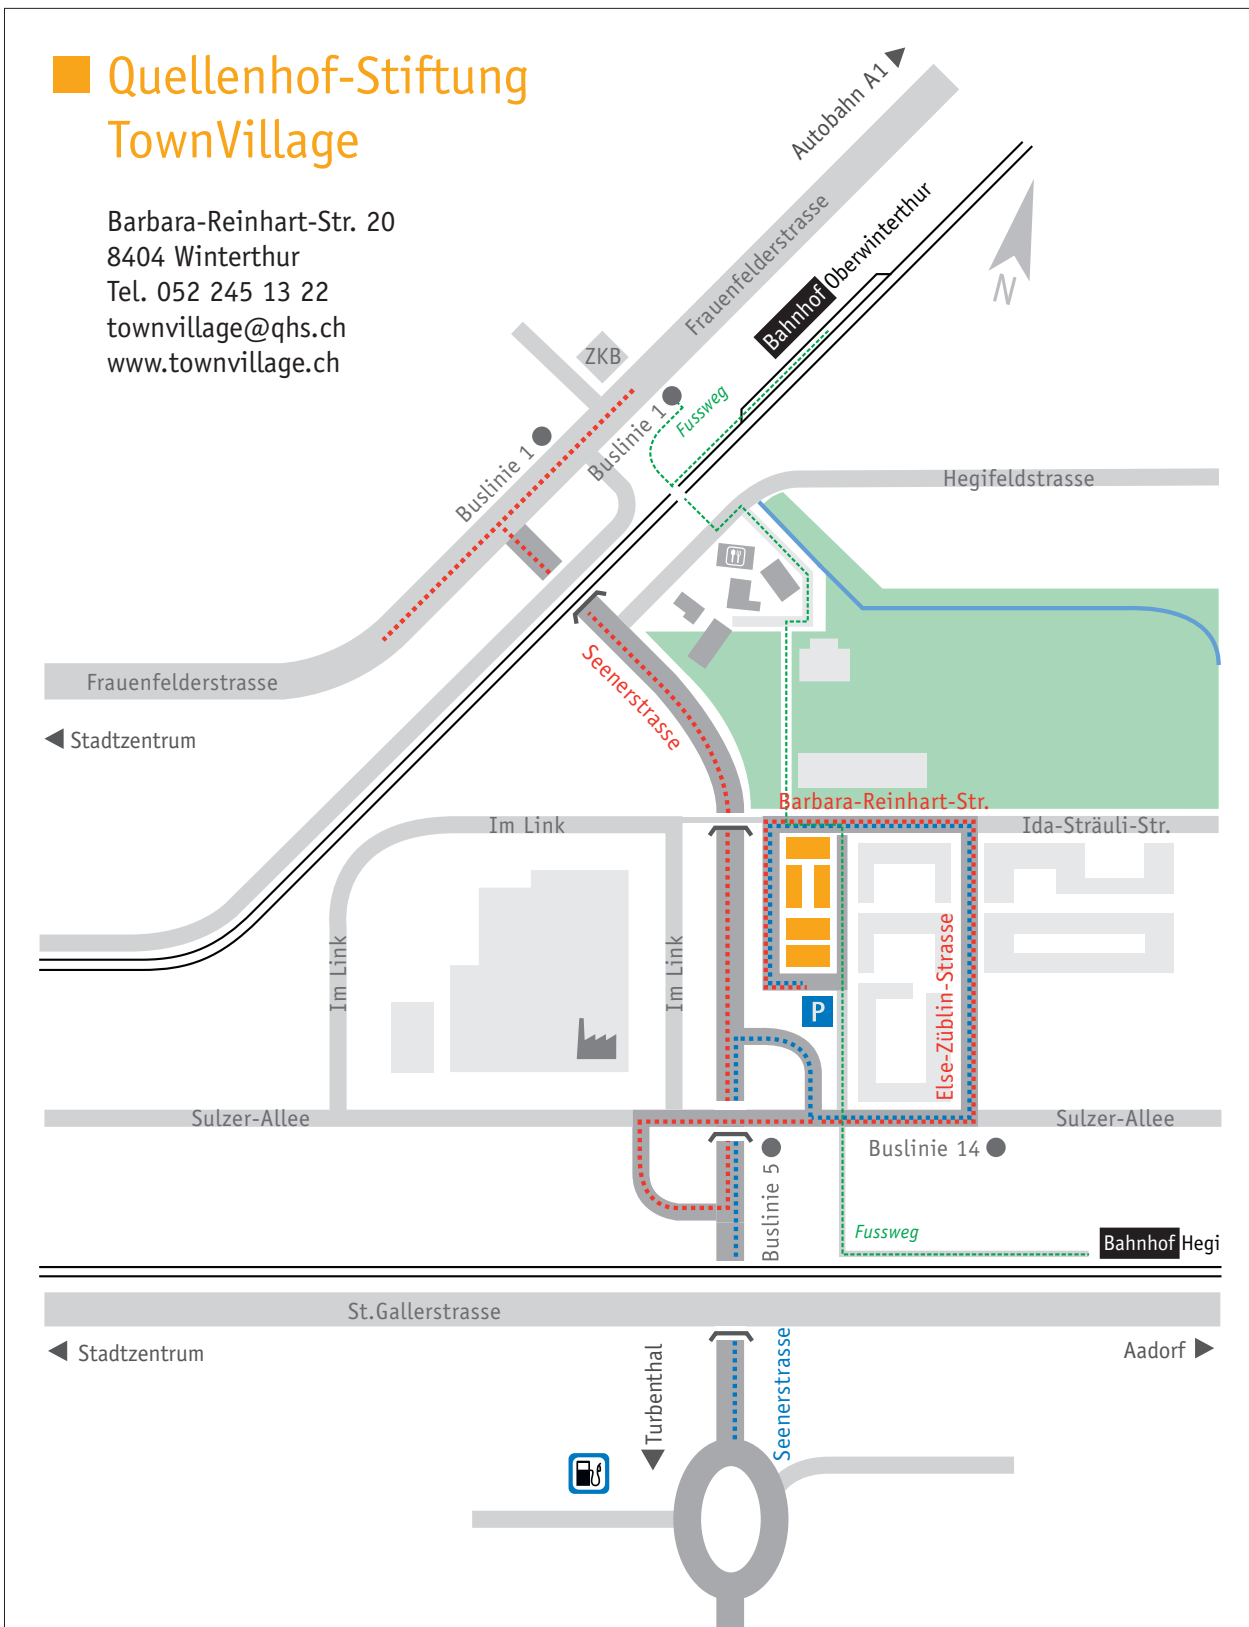 Quellenhof-Stiftung
TownVillage
Barbara-Reinhart-Str. 20
8404 Winterthur
Tel. 052 245 13 22
townvillage@qhs.ch
www.townvillage.ch
Autobahn A1
Frauenfelderstrasse
Bahnhof Oberwinterthur
N
ZKB
Buslinie 1
Buslinie 1
Fussweg
Hegifeldstrasse
Seenerstrasse
Frauenfelderstrasse
Stadtzentrum
Barbara-Reinhart-Str.
Im Link
Ida-Sträuli-Str.
Im Link
Im Link
Else-Züblin-Strasse
P
Sulzer-Allee
Sulzer-Allee
Buslinie 5
Buslinie 14
Fussweg
Bahnhof Hegi
St.Gallerstrasse
Stadtzentrum
Aadorf
Turbenthal
Seenerstrasse